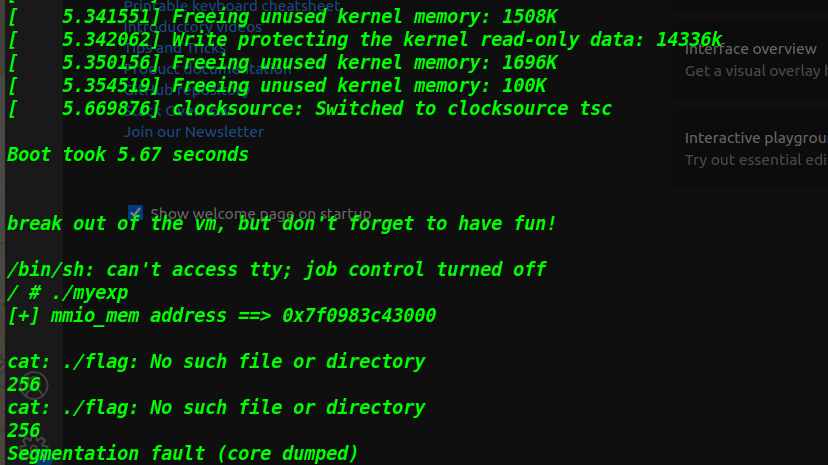 Printable keyboard cheatsheet
[    5.341551] Freeing unused kernel memory: 1508K
Introductory videos
[    5.342062] Write protecting the kernel read-only data: 14336k
Tips and Tricks
Interface overview
[    5.350156] Freeing unused kernel memory: 1696K
Product documentation
Get a visual overlay
[    5.354519] Freeing unused kernel memory: 100K
GitHub repository
[    5.669876] clocksource: Switched to clocksource tsc
Stack Overflow
Join our Newsletter
Interactive playgrou
Boot took 5.67 seconds
Try out essential edi
Show welcome page on startup
break out of the vm, but don't forget to have fun!
/bin/sh: can't access tty; job control turned off
/ # ./myexp
[+] mmio_mem address ==> 0x7f0983c43000
cat: ./flag: No such file or directory
256
cat: ./flag: No such file or directory
256
Segmentation fault (core dumped)